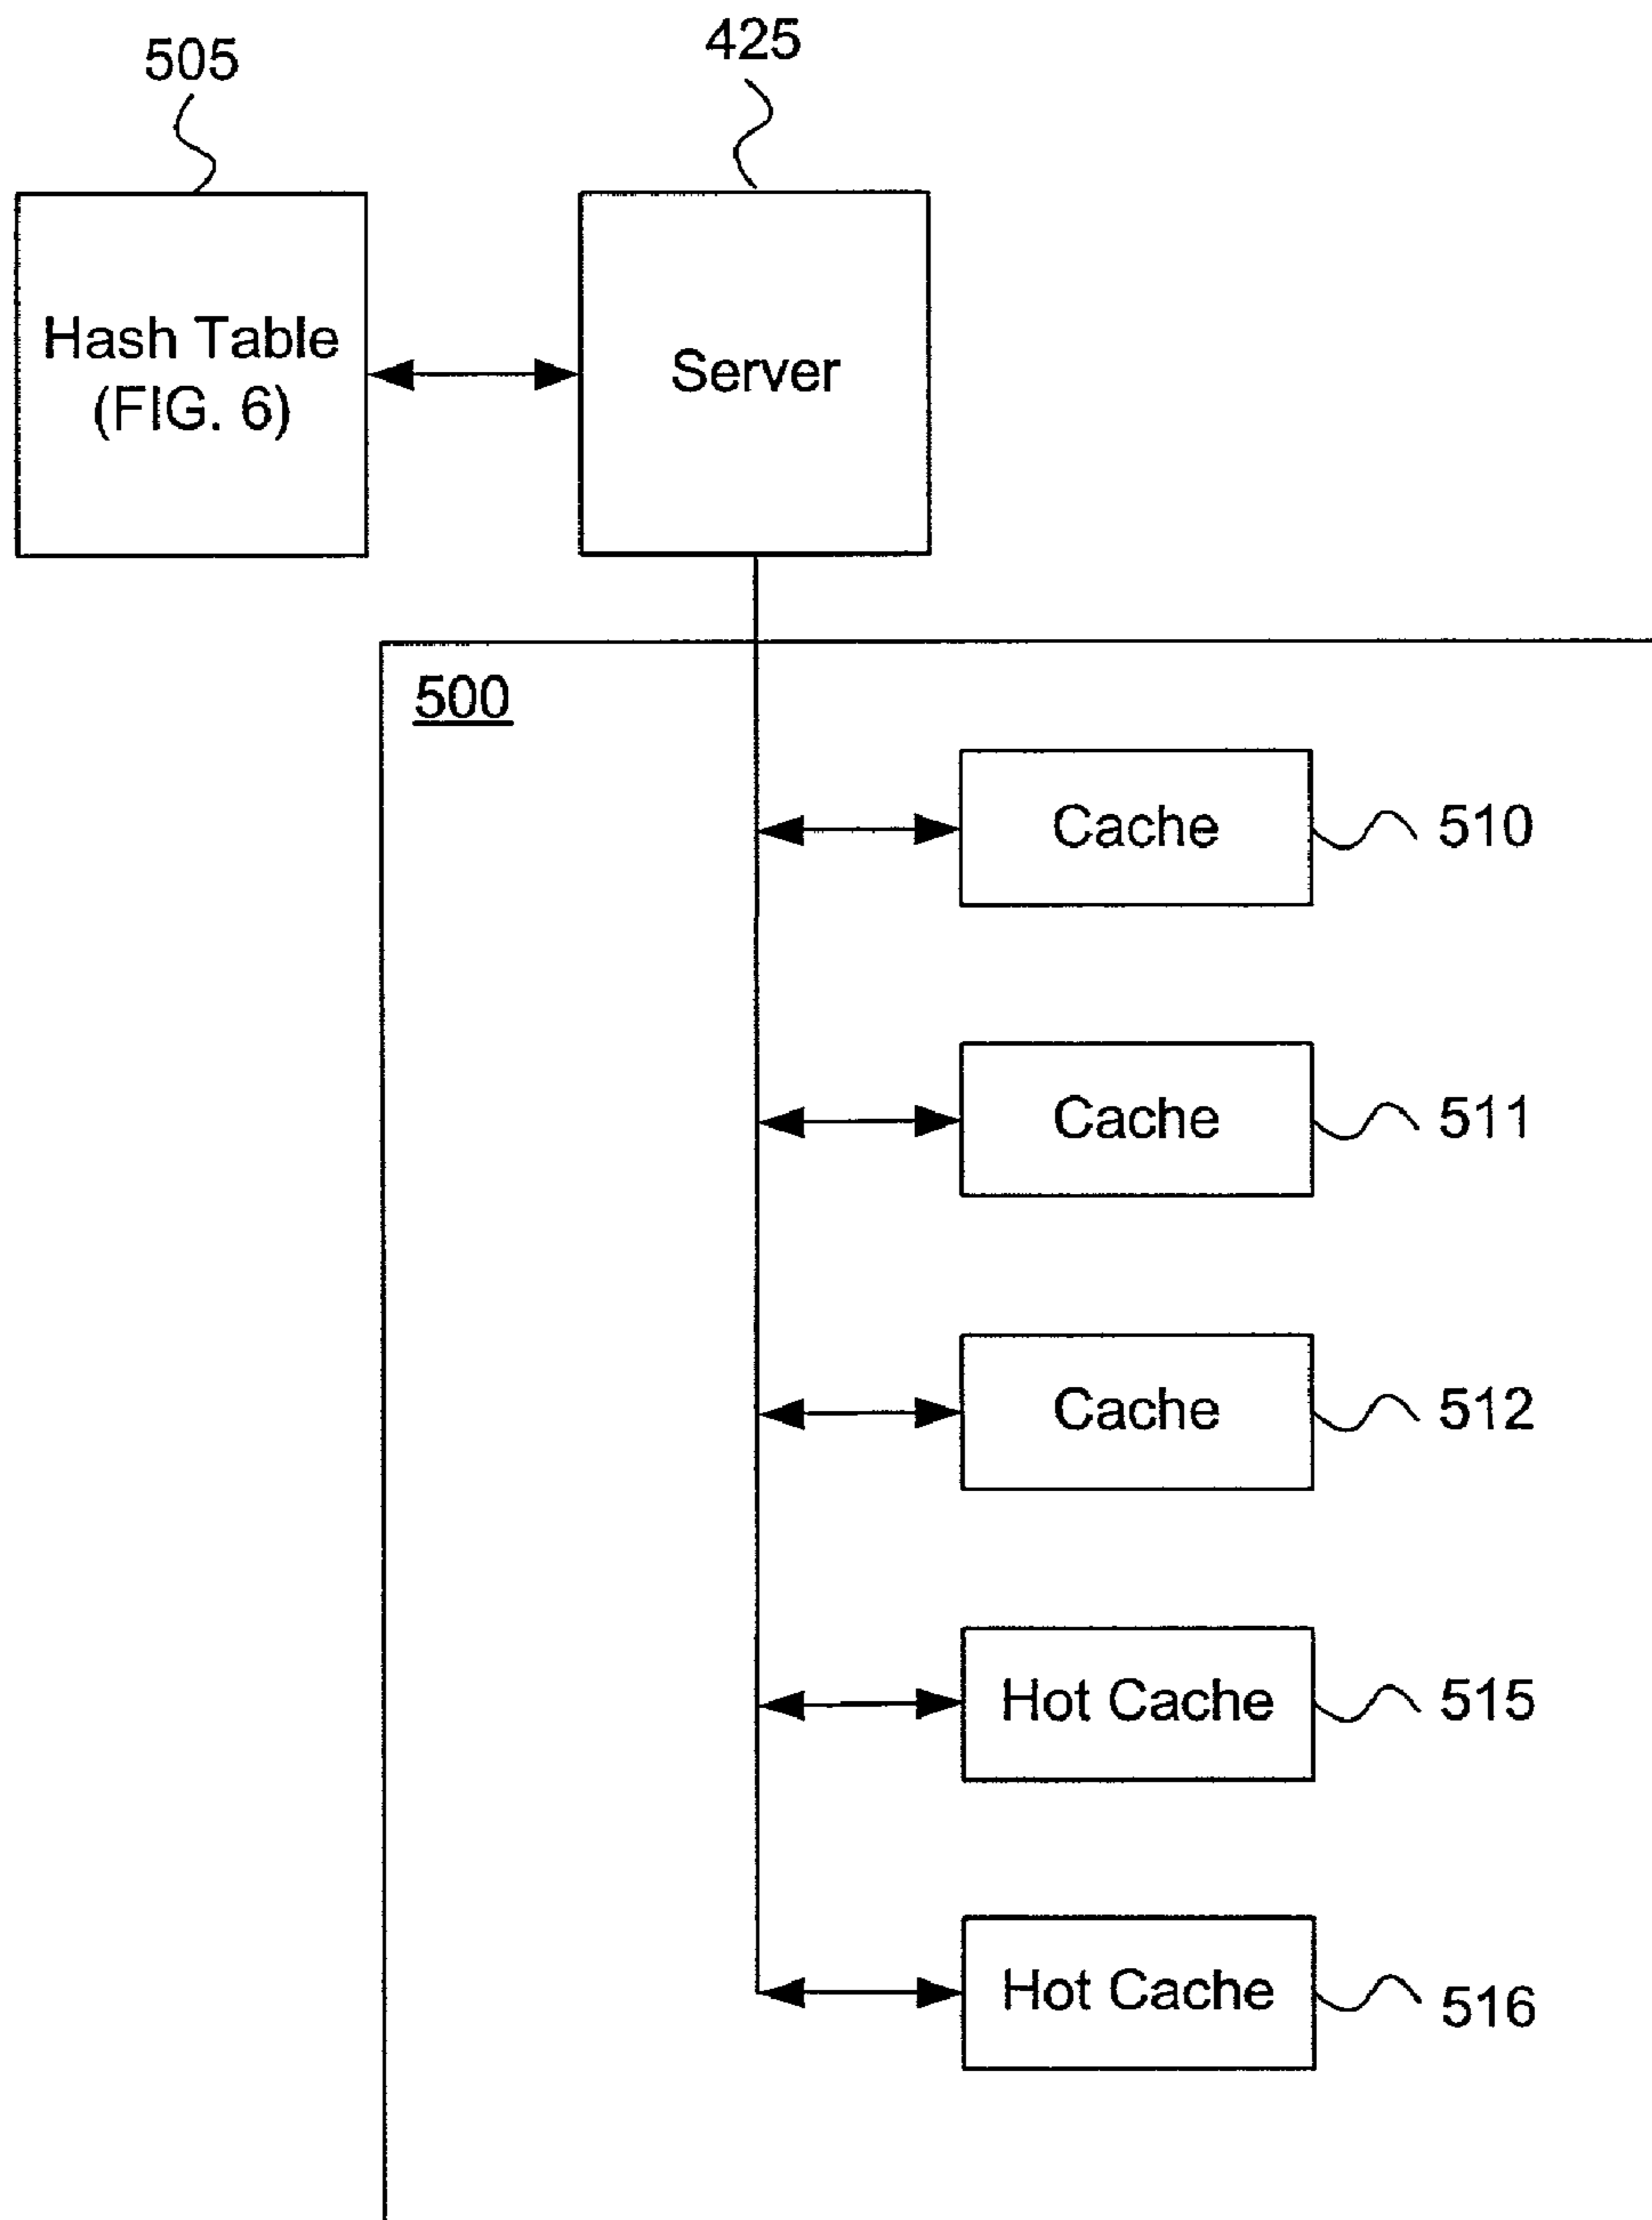 505
425
Hash Table
(FIG. 6)
Server
500
Cache
510
Cache
511
Cache
512
Hot Cache
515
Hot Cache
516